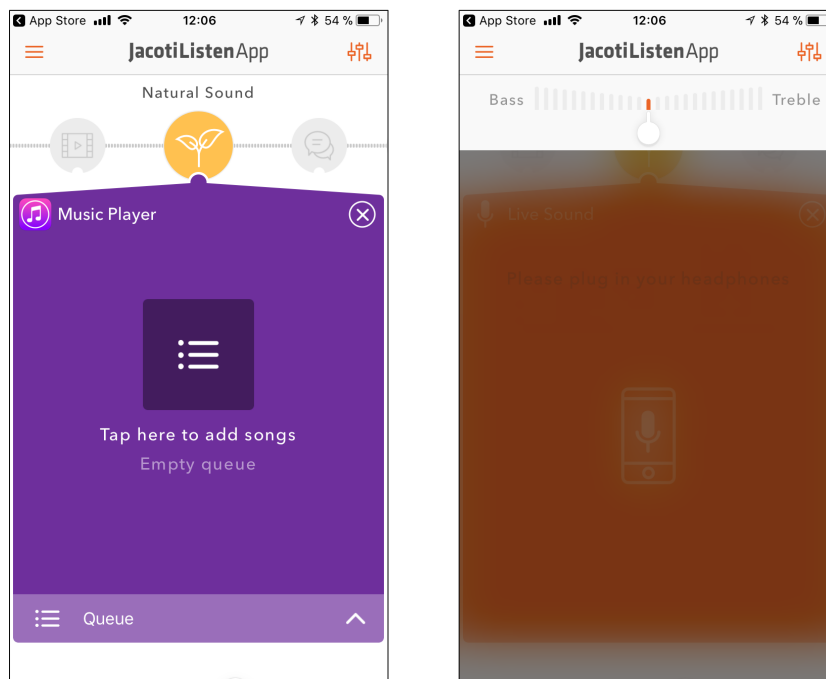 App Store 12:06 54 %
JacotiListenApp
Natural Sound
Music Player
Tap here to add songs
Empty queue
Queue
App Store 12:06 54 %
JacotiListenApp
Bass Treble
Live Sound
Please plug in your headphones